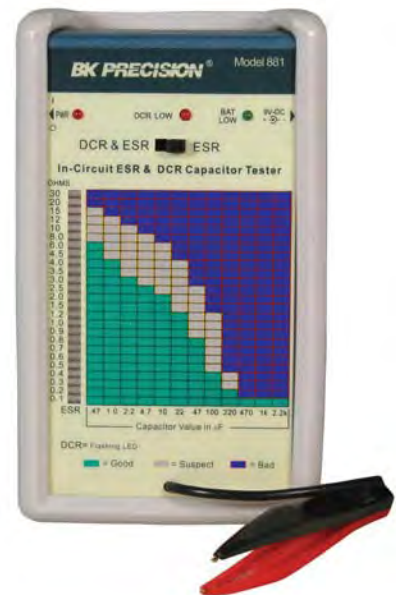 BK PRECISION® Model 881
PWR DCR LOW BAT LOW 9V-DC
DCR & ESR ESR
In-Circuit ESR & DCR Capacitor Tester
OHMS
30
20
15
12
10
8.0
6.0
4.5
4.0
3.5
3.0
2.5
2.0
1.5
1.2
1.0
0.9
0.8
0.7
0.6
0.5
0.4
0.3
0.2
0.1
ESR .47 1.0 2.2 4.7 10 22 47 100 220 470 1K 2.2k
Capacitor Value in uF
DCR= Flashing LED
= Good = Suspect = Bad